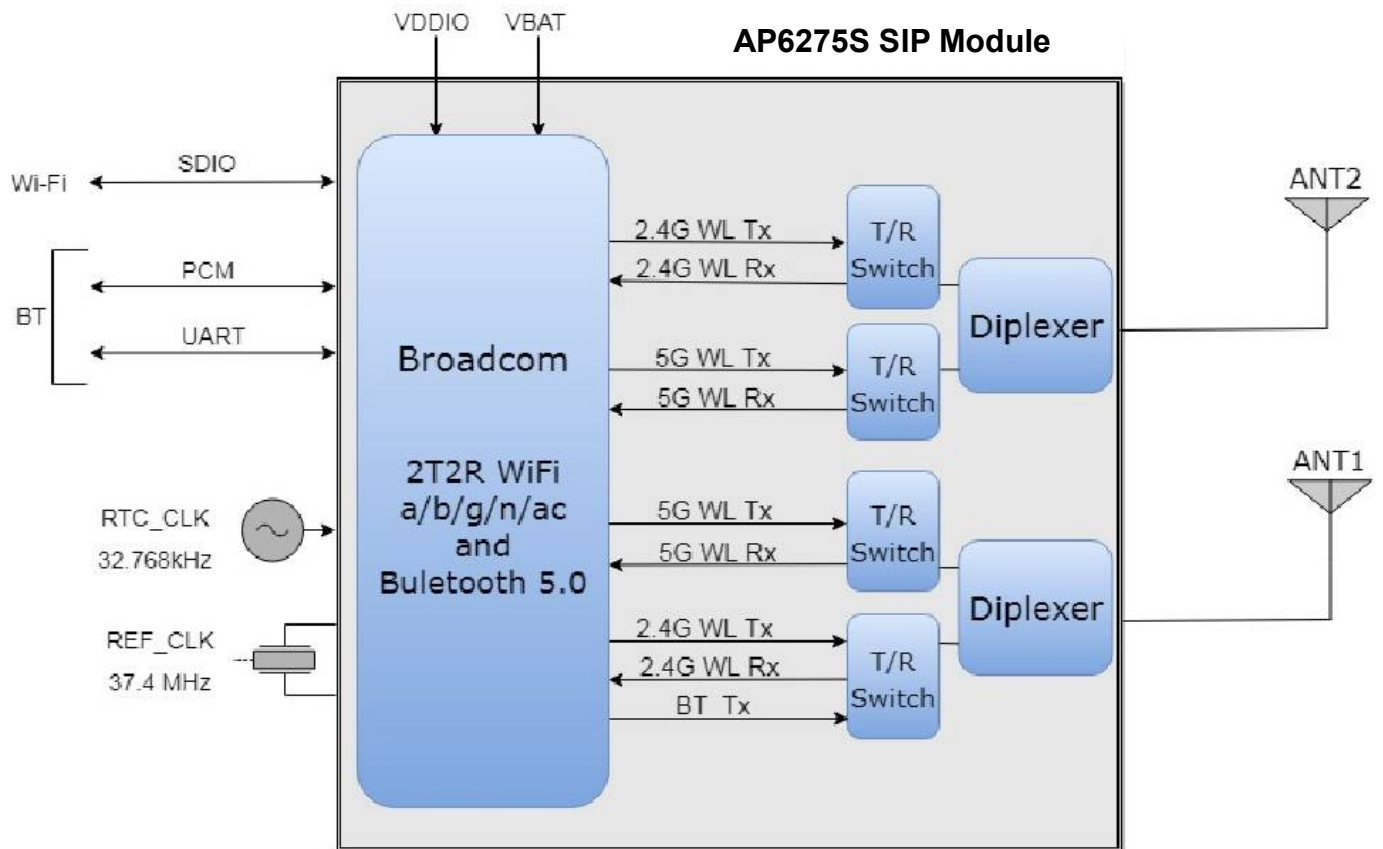 VDDIO
VBAT
AP6275S SIP Module
Wi-Fi
SDIO
BT
PCM
UART
RTC_CLK
32.768kHz
REF_CLK
37.4 MHz
Broadcom
2T2R WiFi
a/b/g/n/ac
and
Buletooth 5.0
2.4G WL Tx
2.4G WL Rx
T/R
Switch
5G WL Tx
5G WL Rx
T/R
Switch
Diplexer
ANT2
5G WL Tx
5G WL Rx
T/R
Switch
2.4G WL Tx
2.4G WL Rx
BT Tx
T/R
Switch
Diplexer
ANT1